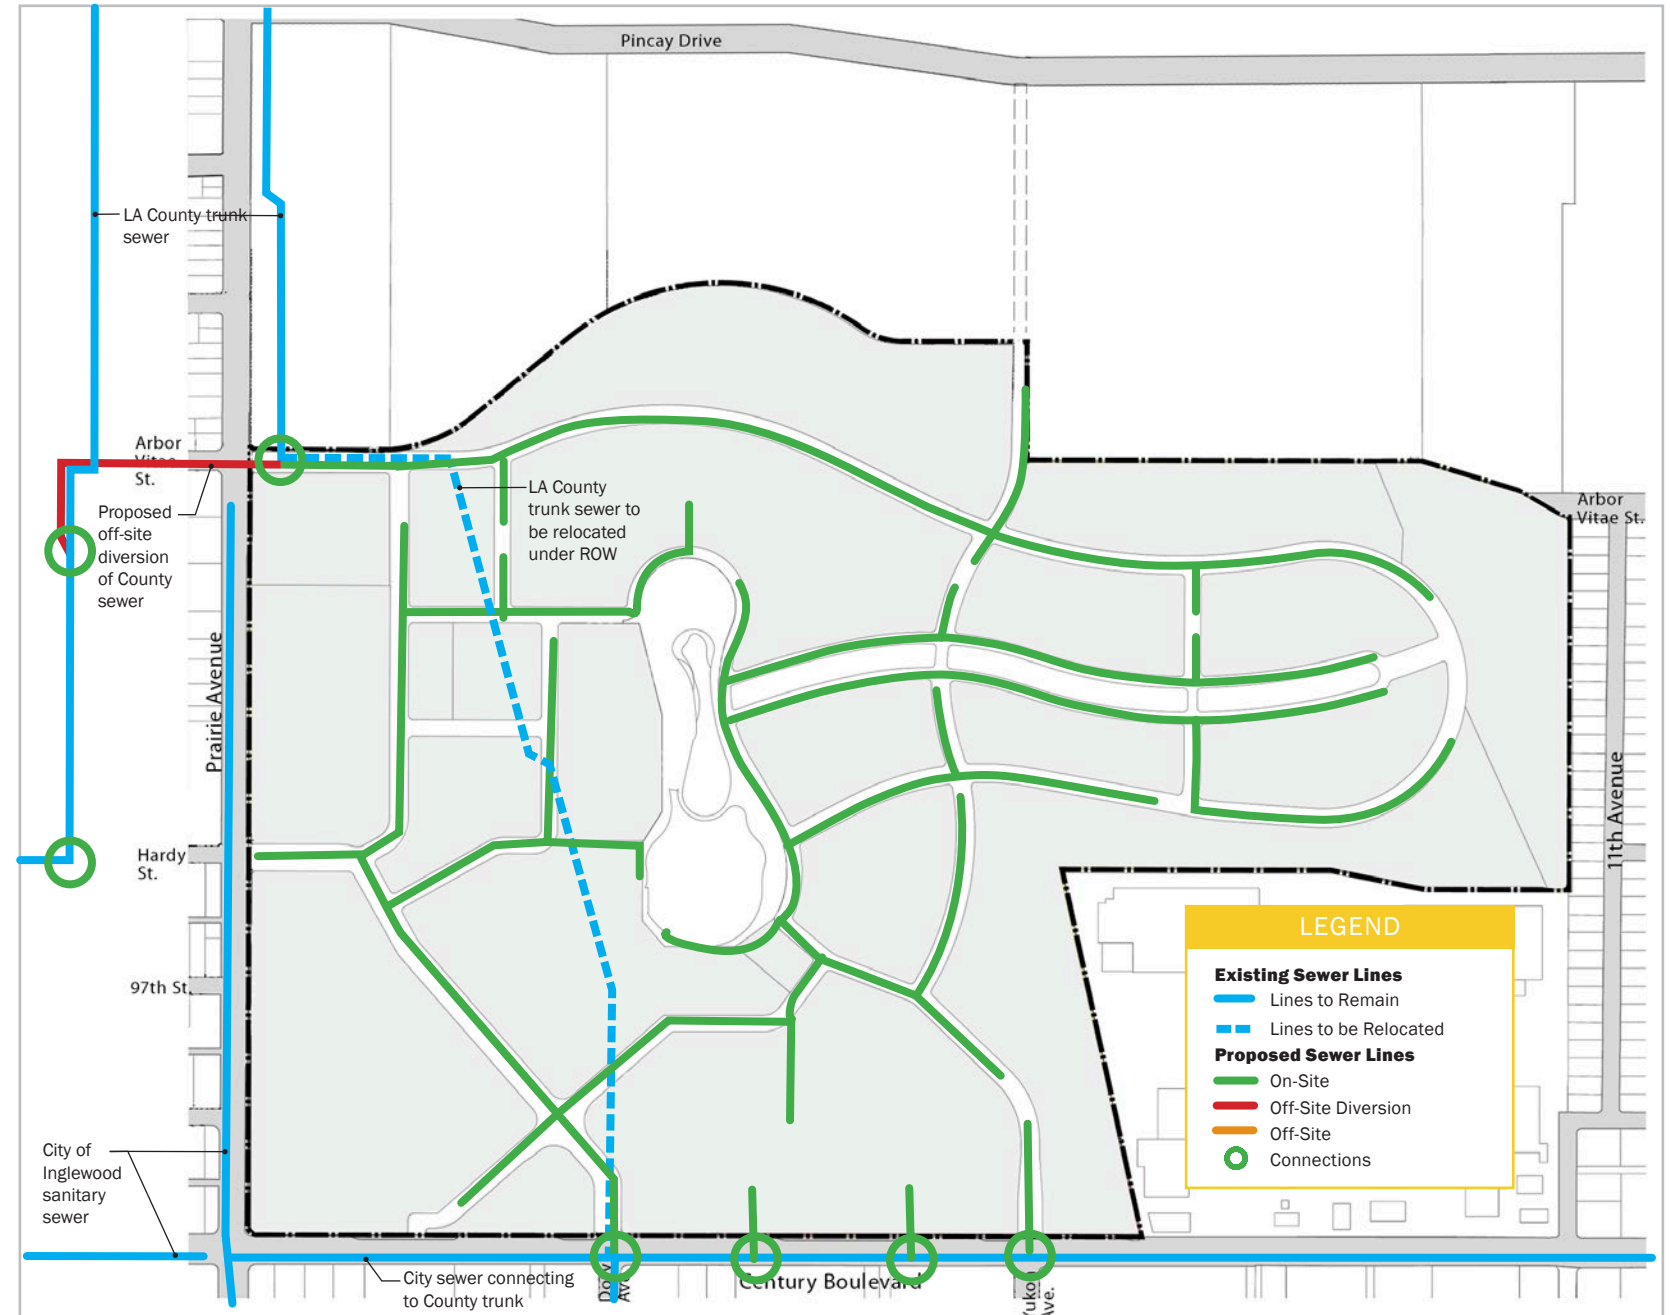 Pincay Drive
LA County trunk
sewer
Arbor
Vitae
St.
Proposed
off-site
diversion
of County
sewer
LA County
trunk sewer to
be relocated
under ROW
Arbor
Vitae St.
Prairie Avenue
11th Avenue
Hardy
St.
97th St.
City of
Inglewood
sanitary
sewer
City sewer connecting
to County trunk
Century Boulevard
Yukon
Ave.
LEGEND
Existing Sewer Lines
Lines to Remain
Lines to be Relocated
Proposed Sewer Lines
On-Site
Off-Site Diversion
Off-Site
Connections